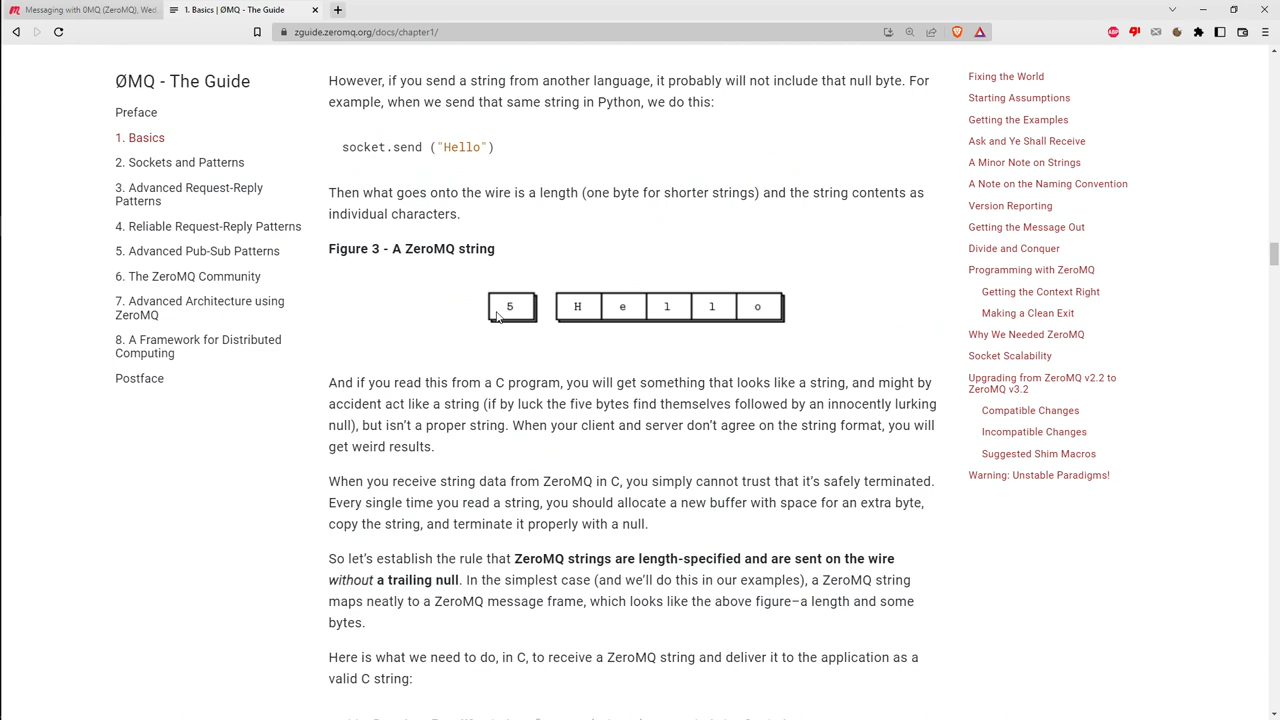 Messaging with 0MQ (ZeroMQ), Wed,
1. Basics | ØMQ - The Guide
zguide.zeromq.org/docs/chapter1/
ØMQ - The Guide
Preface
1. Basics
2. Sockets and Patterns
3. Advanced Request-Reply
Patterns
4. Reliable Request-Reply Patterns
5. Advanced Pub-Sub Patterns
6. The ZeroMQ Community
7. Advanced Architecture using
ZeroMQ
8. A Framework for Distributed
Computing
Postface
However, if you send a string from another language, it probably will not include that null byte. For
example, when we send that same string in Python, we do this:
socket.send ("Hello")
Then what goes onto the wire is a length (one byte for shorter strings) and the string contents as
individual characters.
Figure 3 - A ZeroMQ string
5 H e l l o
And if you read this from a C program, you will get something that looks like a string, and might by
accident act like a string (if by luck the five bytes find themselves followed by an innocently lurking
null), but isn't a proper string. When your client and server don't agree on the string format, you will
get weird results.
When you receive string data from ZeroMQ in C, you simply cannot trust that it's safely terminated.
Every single time you read a string, you should allocate a new buffer with space for an extra byte,
copy the string, and terminate it properly with a null.
So let's establish the rule that ZeroMQ strings are length-specified and are sent on the wire
without a trailing null. In the simplest case (and we'll do this in our examples), a ZeroMQ string
maps neatly to a ZeroMQ message frame, which looks like the above figure–a length and some
bytes.
Here is what we need to do, in C, to receive a ZeroMQ string and deliver it to the application as a
valid C string:
Fixing the World
Starting Assumptions
Getting the Examples
Ask and Ye Shall Receive
A Minor Note on Strings
A Note on the Naming Convention
Version Reporting
Getting the Message Out
Divide and Conquer
Programming with ZeroMQ
Getting the Context Right
Making a Clean Exit
Why We Needed ZeroMQ
Socket Scalability
Upgrading from ZeroMQ v2.2 to
ZeroMQ v3.2
Compatible Changes
Incompatible Changes
Suggested Shim Macros
Warning: Unstable Paradigms!